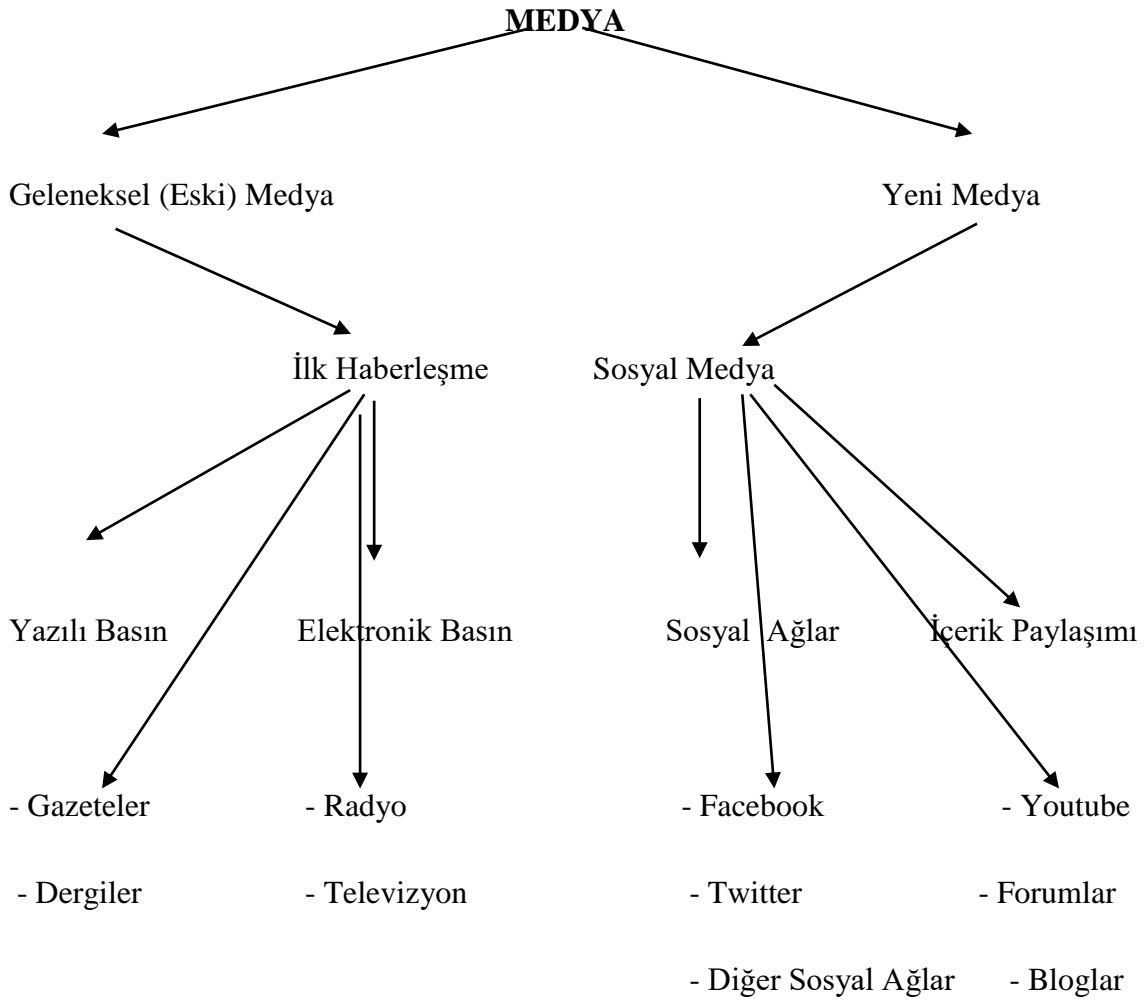 MEDYA
Geleneksel (Eski) Medya Yeni Medya
İlk Haberleşme Sosyal Medya
Yazılı Basın Elektronik Basın Sosyal Ağlar İçerik Paylaşımı
- Gazeteler - Radyo - Facebook - Youtube
- Dergiler - Televizyon - Twitter - Forumlar
- Diğer Sosyal Ağlar - Bloglar